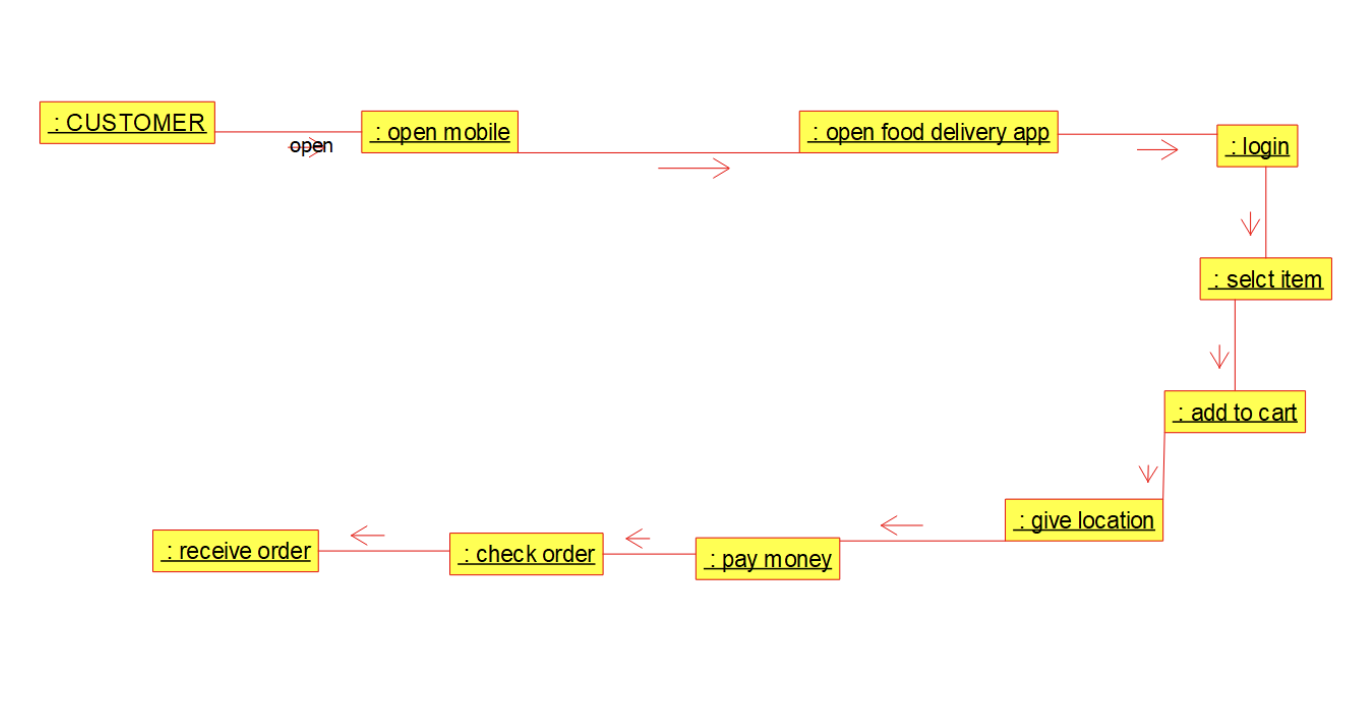 : CUSTOMER
open
: open mobile
: open food delivery app
: login
: selct item
: add to cart
: give location
: pay money
: check order
: receive order